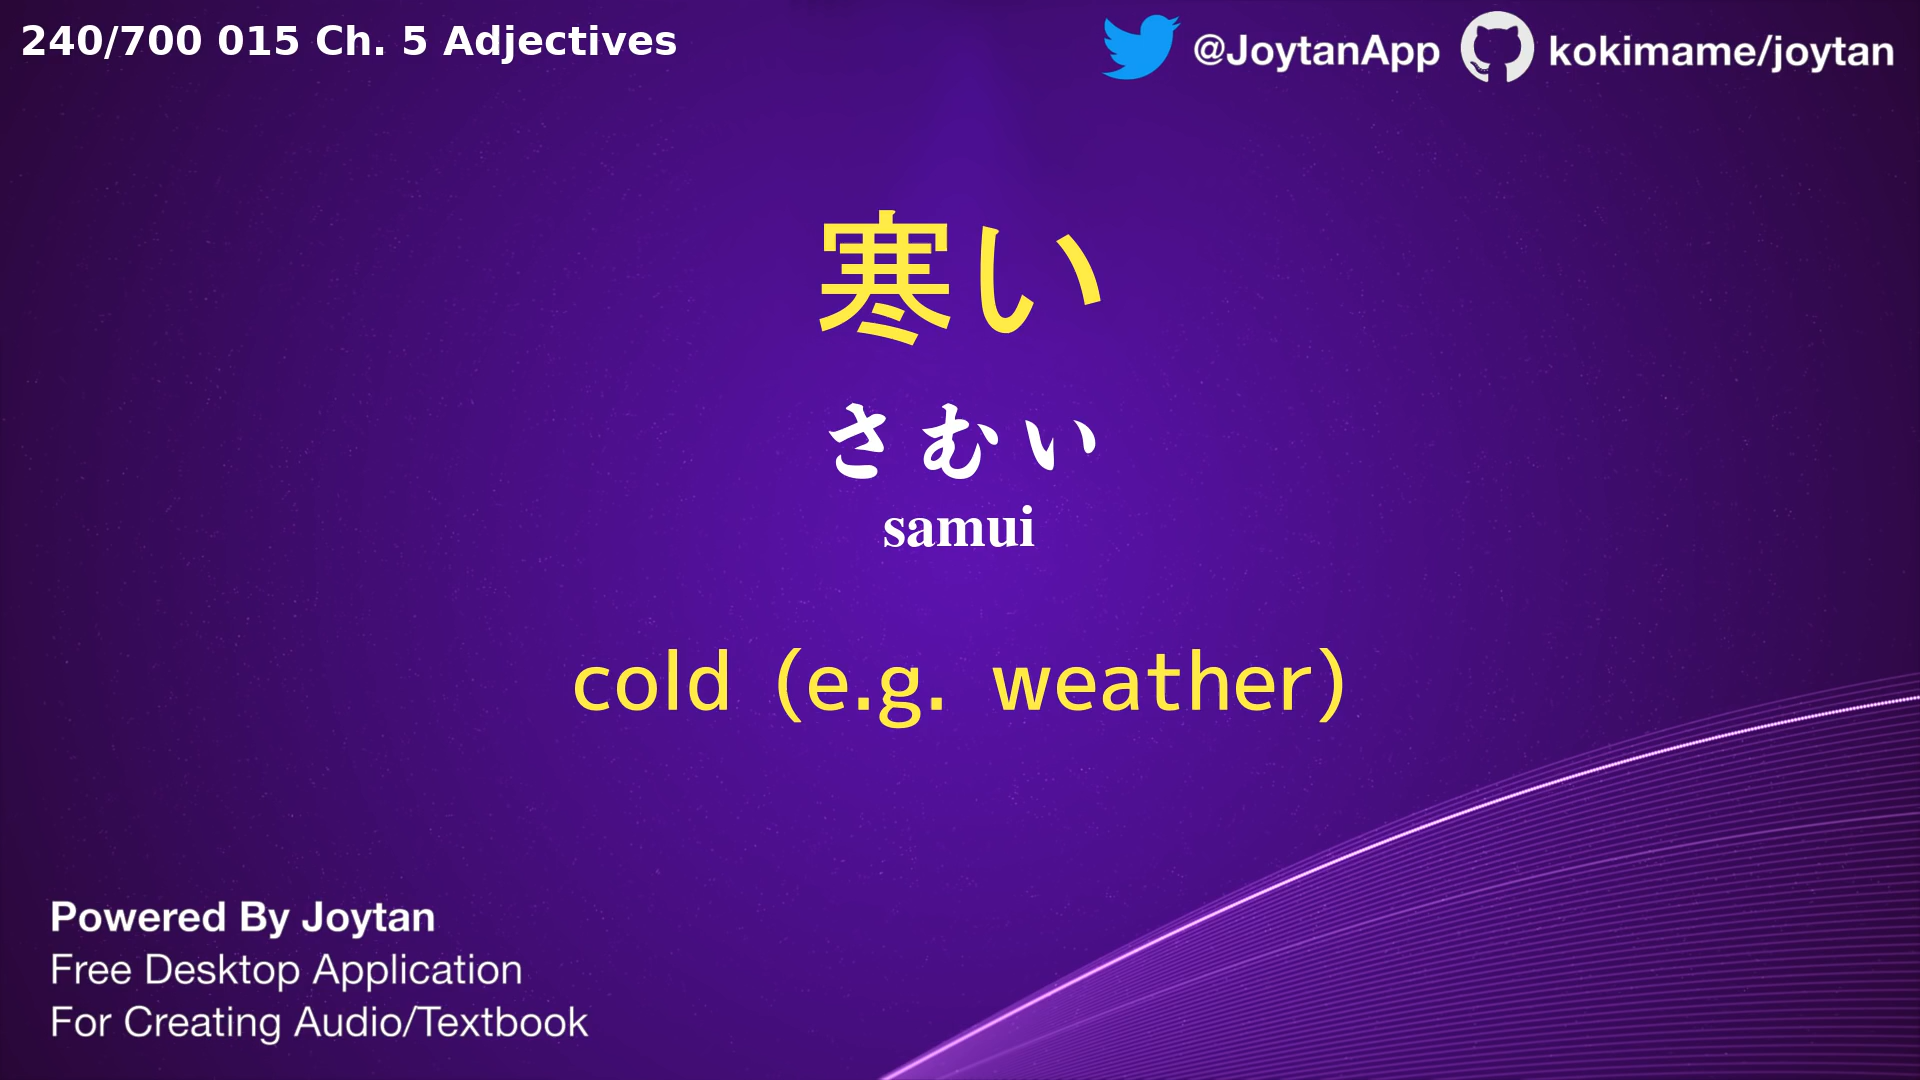 240/700 015 Ch. 5 Adjectives
@JoytanApp
kokimame/joytan
寒い
さむい
samui
cold (e.g. weather)
Powered By Joytan
Free Desktop Application
For Creating Audio/Textbook